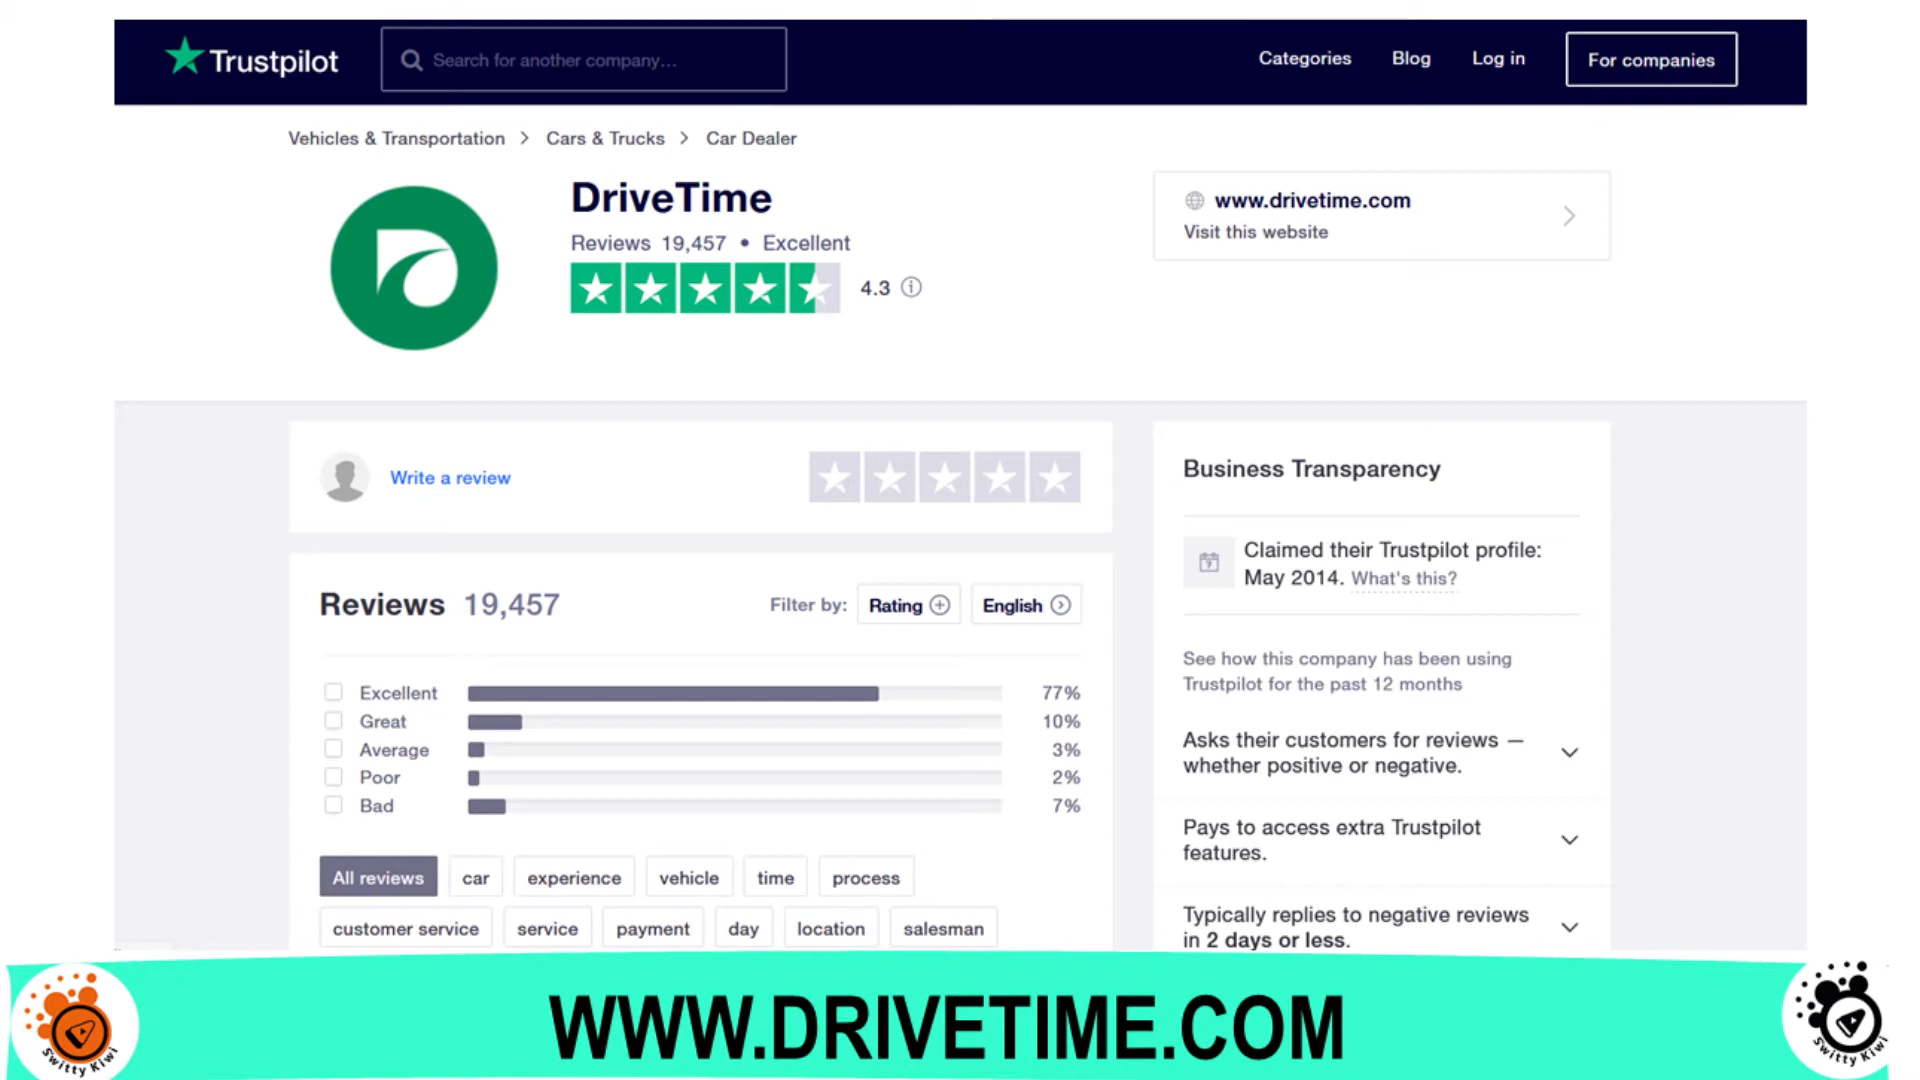 Trustpilot
Search for another company...
Categories
Blog
Log in
For companies
Vehicles & Transportation > Cars & Trucks > Car Dealer
DriveTime
Reviews 19,457 • Excellent
4.3
www.drivetime.com
Visit this website
Write a review
Reviews 19,457
Filter by: Rating English
Excellent 77%
Great 10%
Average 3%
Poor 2%
Bad 7%
All reviews car experience vehicle time process
customer service service payment day location salesman
Business Transparency
Claimed their Trustpilot profile:
May 2014. What's this?
See how this company has been using
Trustpilot for the past 12 months
Asks their customers for reviews —
whether positive or negative.
Pays to access extra Trustpilot
features.
Typically replies to negative reviews
in 2 days or less.
WWW.DRIVETIME.COM
Switty Kiwi
Switty Kiwi